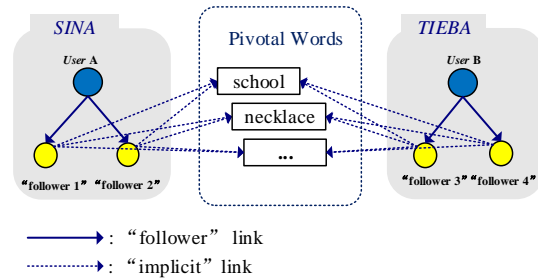 SINA
Pivotal Words
TIEBA
User A
User B
school
necklace
...
“follower 1”
“follower 2”
“follower 3”
“follower 4”
: “follower” link
: “implicit” link